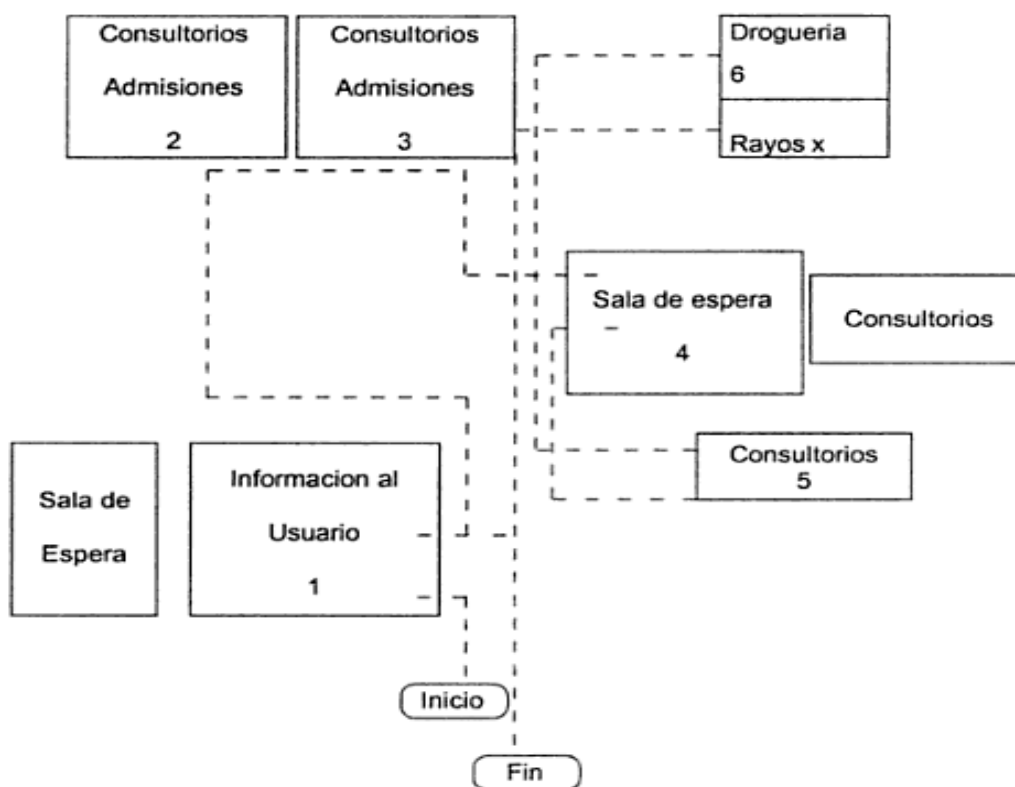 Consultorios
Admisiones
2
Consultorios
Admisiones
3
Drogueria
6
Rayos x
Sala de espera
4
Consultorios
Consultorios
5
Sala de
Espera
Informacion al
Usuario
1
Inicio
Fin